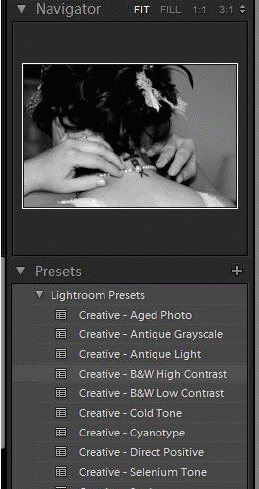 Navigator FIT FILL 1:1 3:1
Presets +
Lightroom Presets
Creative - Aged Photo
Creative - Antique Grayscale
Creative - Antique Light
Creative - B&W High Contrast
Creative - B&W Low Contrast
Creative - Cold Tone
Creative - Cyanotype
Creative - Direct Positive
Creative - Selenium Tone